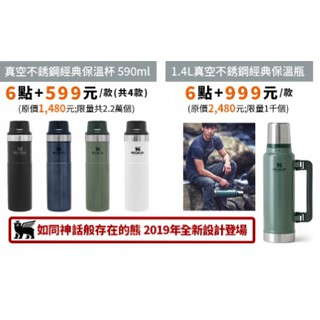 真空不銹鋼經典保溫杯 590ml
6點+599元/款(共4款)
(原價1,480元;限量共2.2萬個)
1.4L真空不銹鋼經典保溫瓶
6點+999元/款
(原價2,480元;限量1千個)
如同神話般存在的熊 2019年全新設計登場